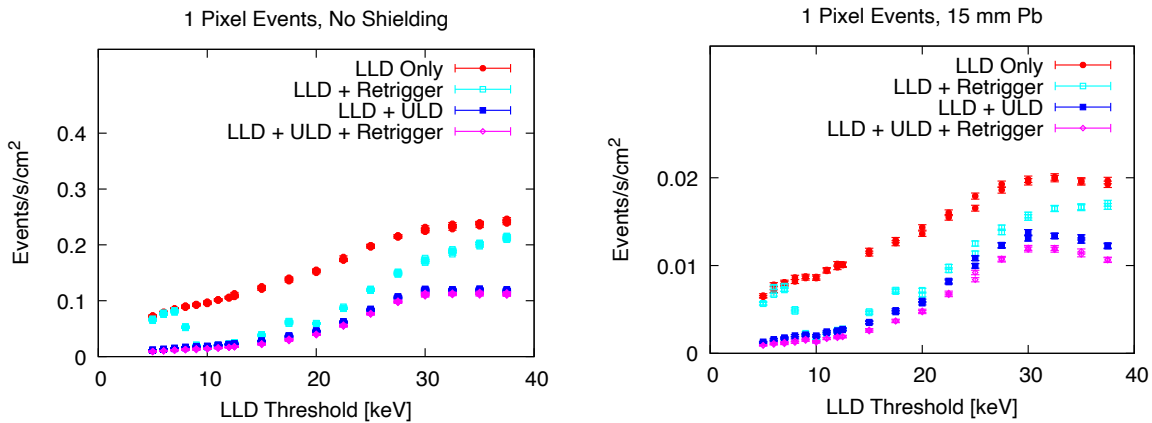 1 Pixel Events, No Shielding
LLD Only
LLD + Retrigger
LLD + ULD
LLD + ULD + Retrigger
Events/s/cm²
0.4
0.3
0.2
0.1
0
0 10 20 30 40
LLD Threshold [keV]
1 Pixel Events, 15 mm Pb
LLD Only
LLD + Retrigger
LLD + ULD
LLD + ULD + Retrigger
Events/s/cm²
0.02
0.01
0
0 10 20 30 40
LLD Threshold [keV]